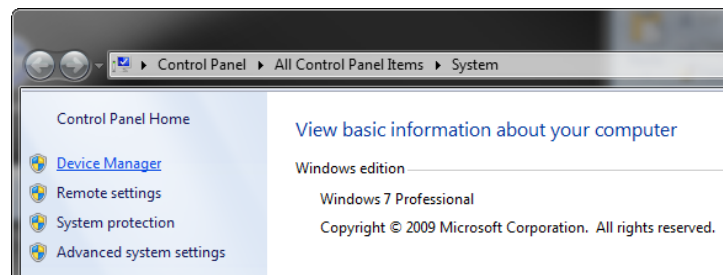 Control Panel ▸ All Control Panel Items ▸ System
Control Panel Home
Device Manager
Remote settings
System protection
Advanced system settings
View basic information about your computer
Windows edition
Windows 7 Professional
Copyright © 2009 Microsoft Corporation. All rights reserved.